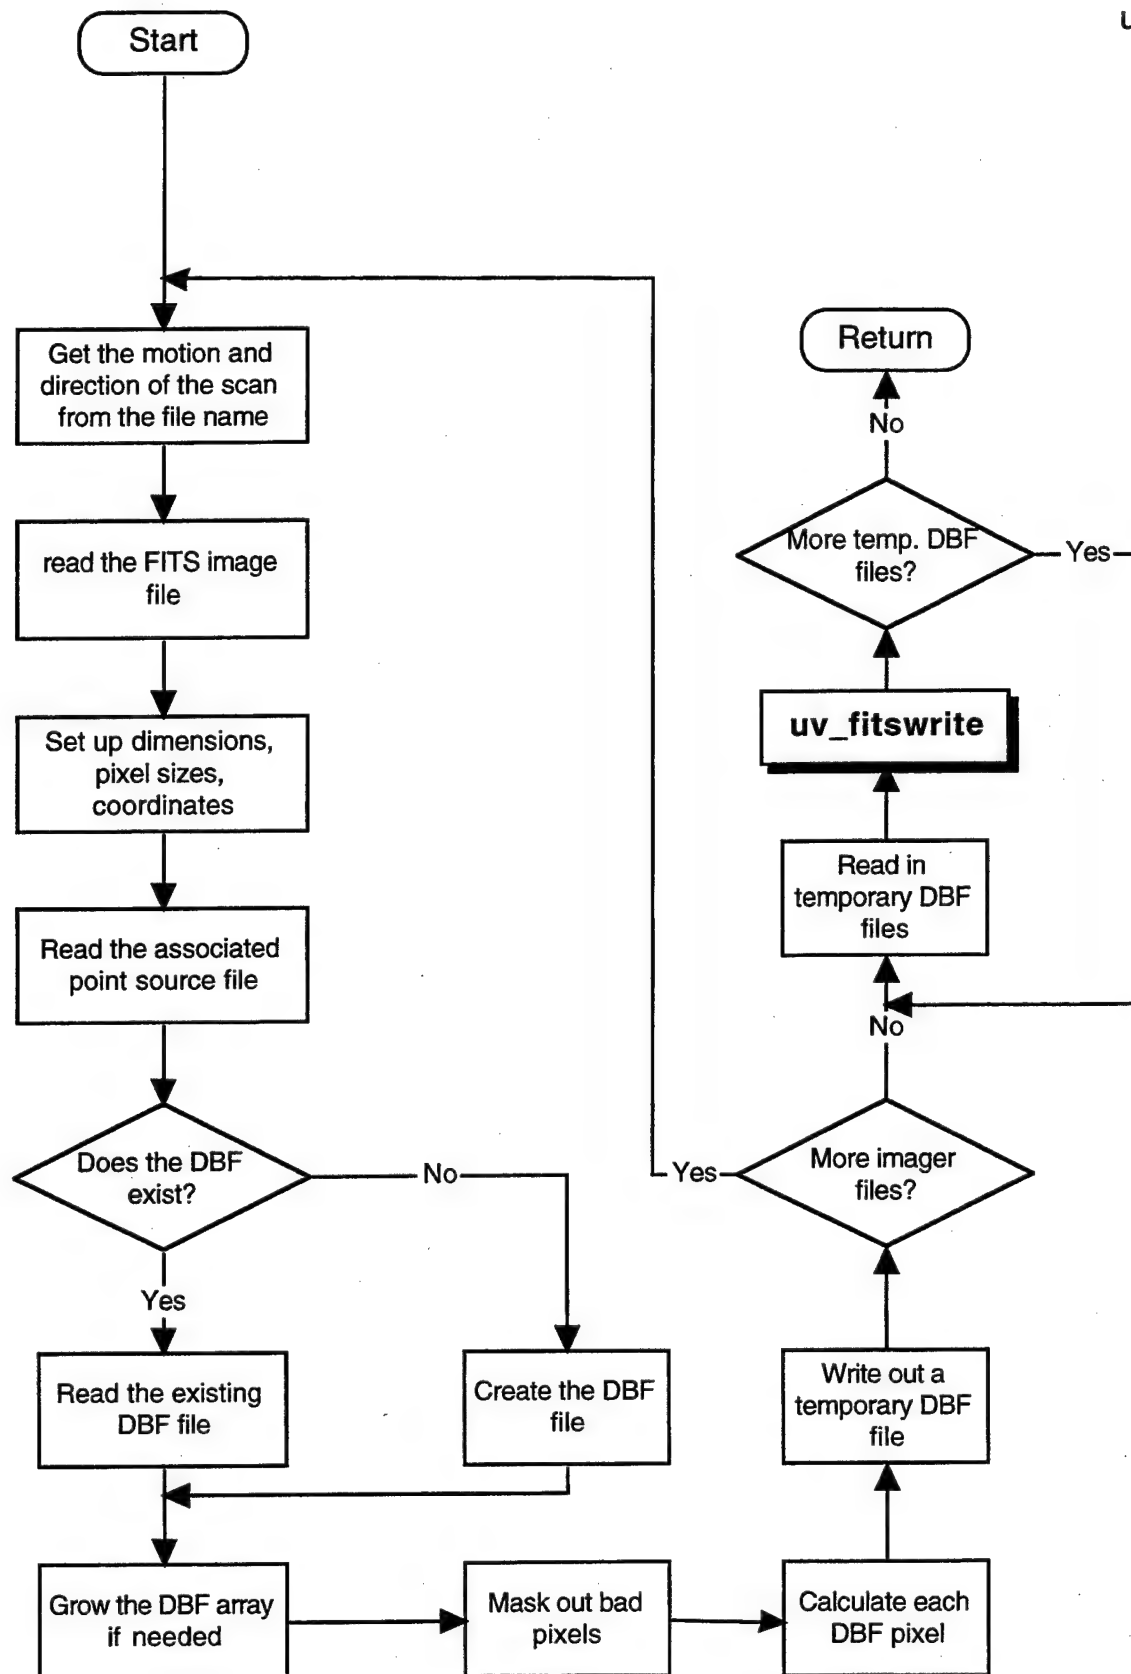 u
Start
Get the motion and
direction of the scan
from the file name
read the FITS image
file
Set up dimensions,
pixel sizes,
coordinates
Read the associated
point source file
Does the DBF
exist?
No
Yes
Read the existing
DBF file
Create the DBF
file
Grow the DBF array
if needed
Mask out bad
pixels
Calculate each
DBF pixel
Write out a
temporary DBF
file
More imager
files?
Yes
No
Read in
temporary DBF
files
uv_fitswrite
More temp. DBF
files?
Yes
No
Return